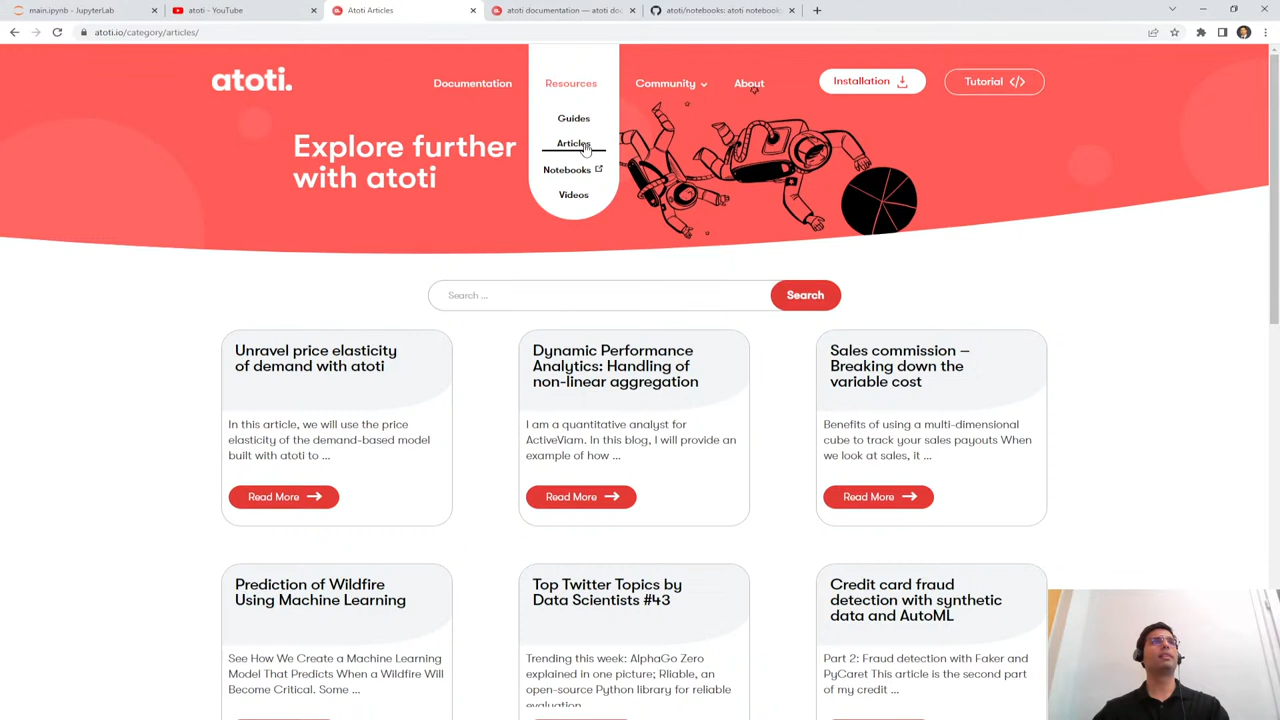 main.ipynb - JupyterLab
atoti - YouTube
Atoti Articles
atoti documentation — atoti do
atoti/notebooks: atoti notebook
atoti.io/category/articles/
atoti.
Documentation
Resources
Community
About
Installation
Tutorial </>
Guides
Articles
Notebooks
Videos
Explore further
with atoti
Search ...
Search
Unravel price elasticity
of demand with atoti
In this article, we will use the price
elasticity of the demand-based model
built with atoti to ...
Read More
Dynamic Performance
Analytics: Handling of
non-linear aggregation
I am a quantitative analyst for
ActiveViam. In this blog, I will provide an
example of how ...
Read More
Sales commission –
Breaking down the
variable cost
Benefits of using a multi-dimensional
cube to track your sales payouts When
we look at sales, it ...
Read More
Prediction of Wildfire
Using Machine Learning
See How We Create a Machine Learning
Model That Predicts When a Wildfire Will
Become Critical. Some ...
Top Twitter Topics by
Data Scientists #43
Trending this week: AlphaGo Zero
explained in one picture; Rliable, an
open-source Python library for reliable
evaluation
Credit card fraud
detection with synthetic
data and AutoML
Part 2: Fraud detection with Faker and
PyCaret This article is the second part
of my credit ...